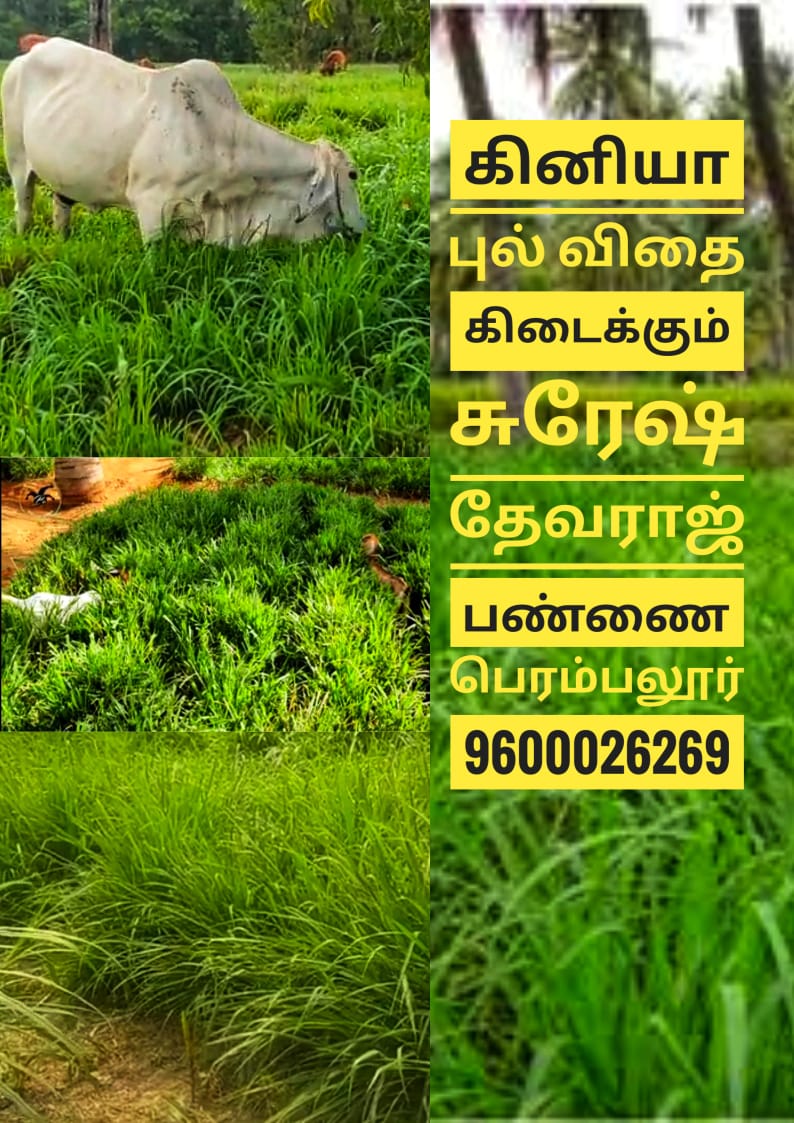 கினியா
புல் விதை
கிடைக்கும்
சுரேஷ்
தேவராஜ்
பண்ணை
பெரம்பலூர்
9600026269